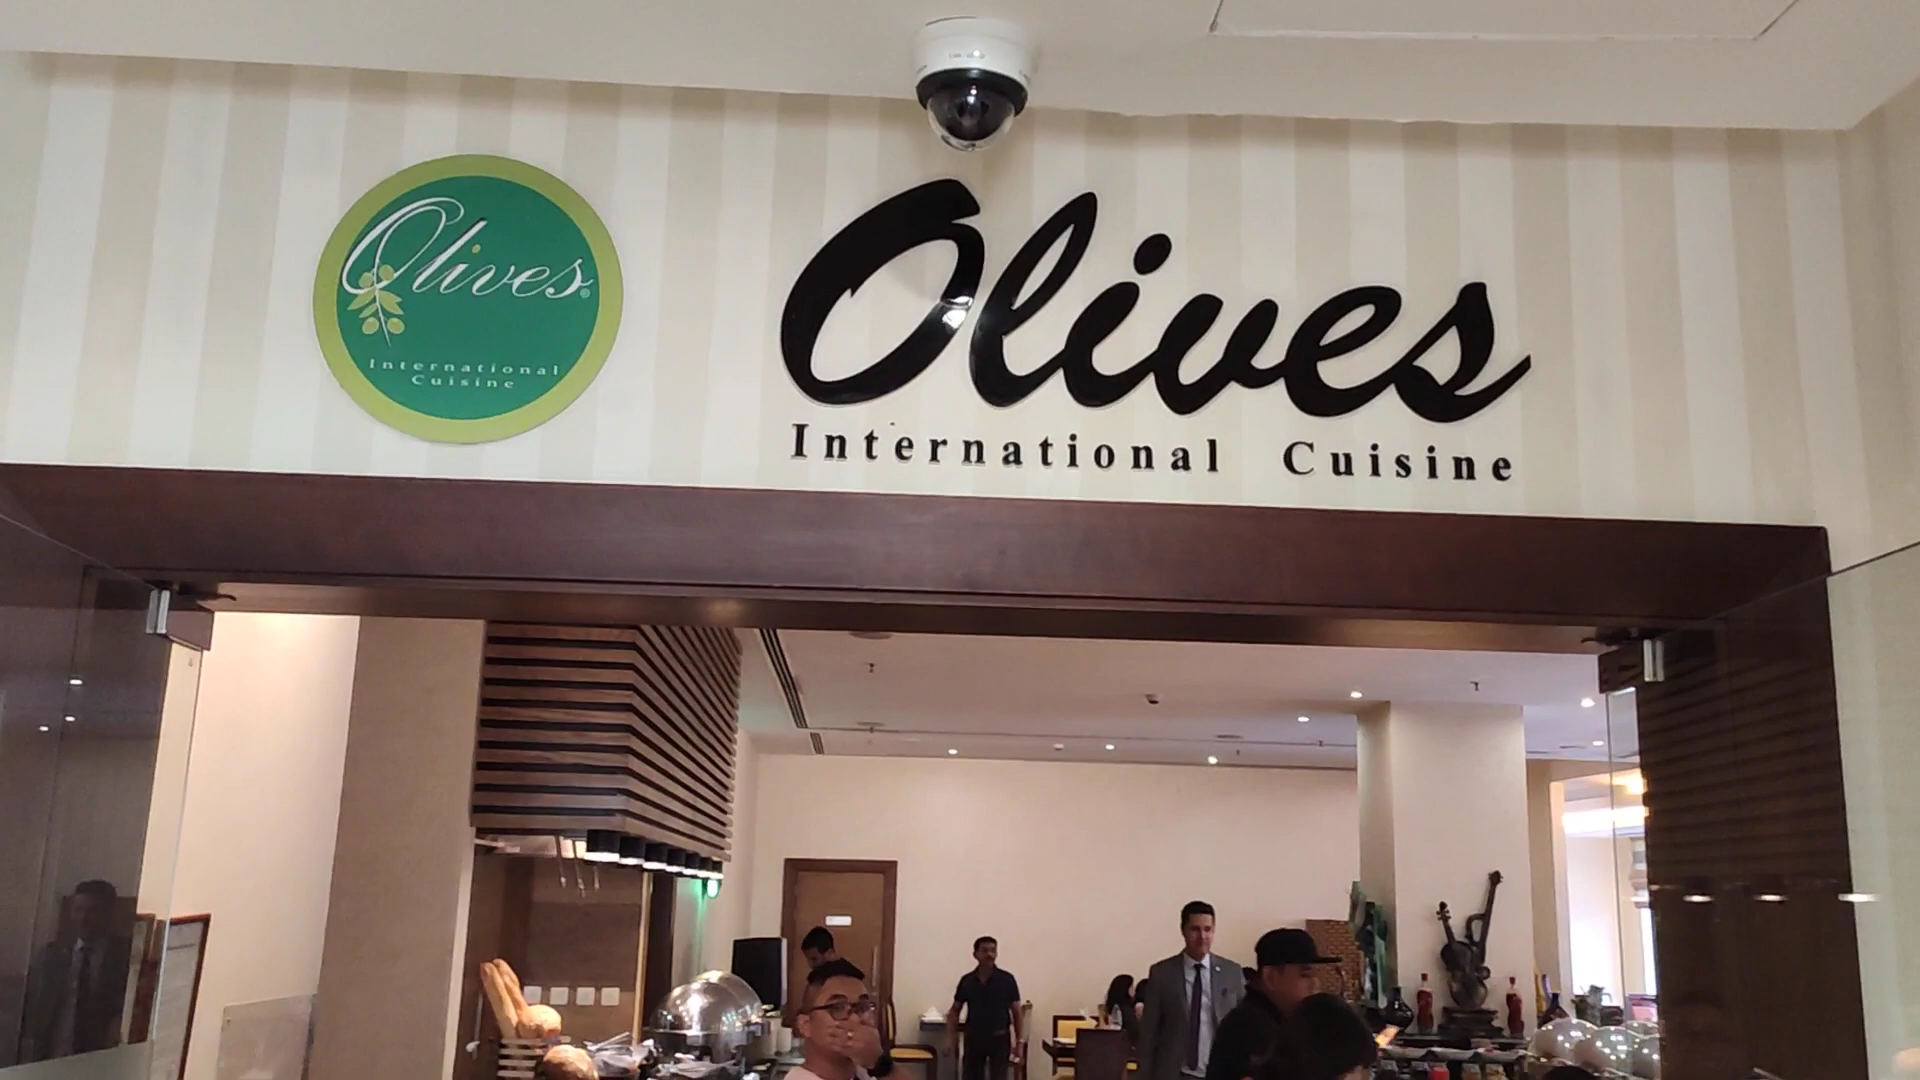 Olives®
International
Cuisine
Olives
International Cuisine